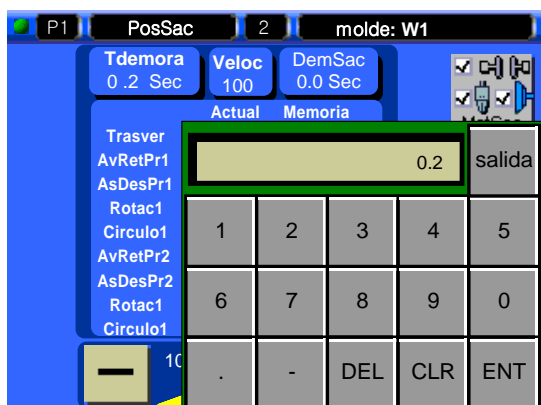 P1 PosSac 2 molde: W1
Tdemora Veloc DemSac
0 .2 Sec 100 0.0 Sec
Actual Memoria
Trasver
AvRetPr1
AsDesPr1
Rotac1
Circulo1
AvRetPr2
AsDesPr2
Rotac1
Circulo1
10
0.2 salida
1 2 3 4 5
6 7 8 9 0
. - DEL CLR ENT